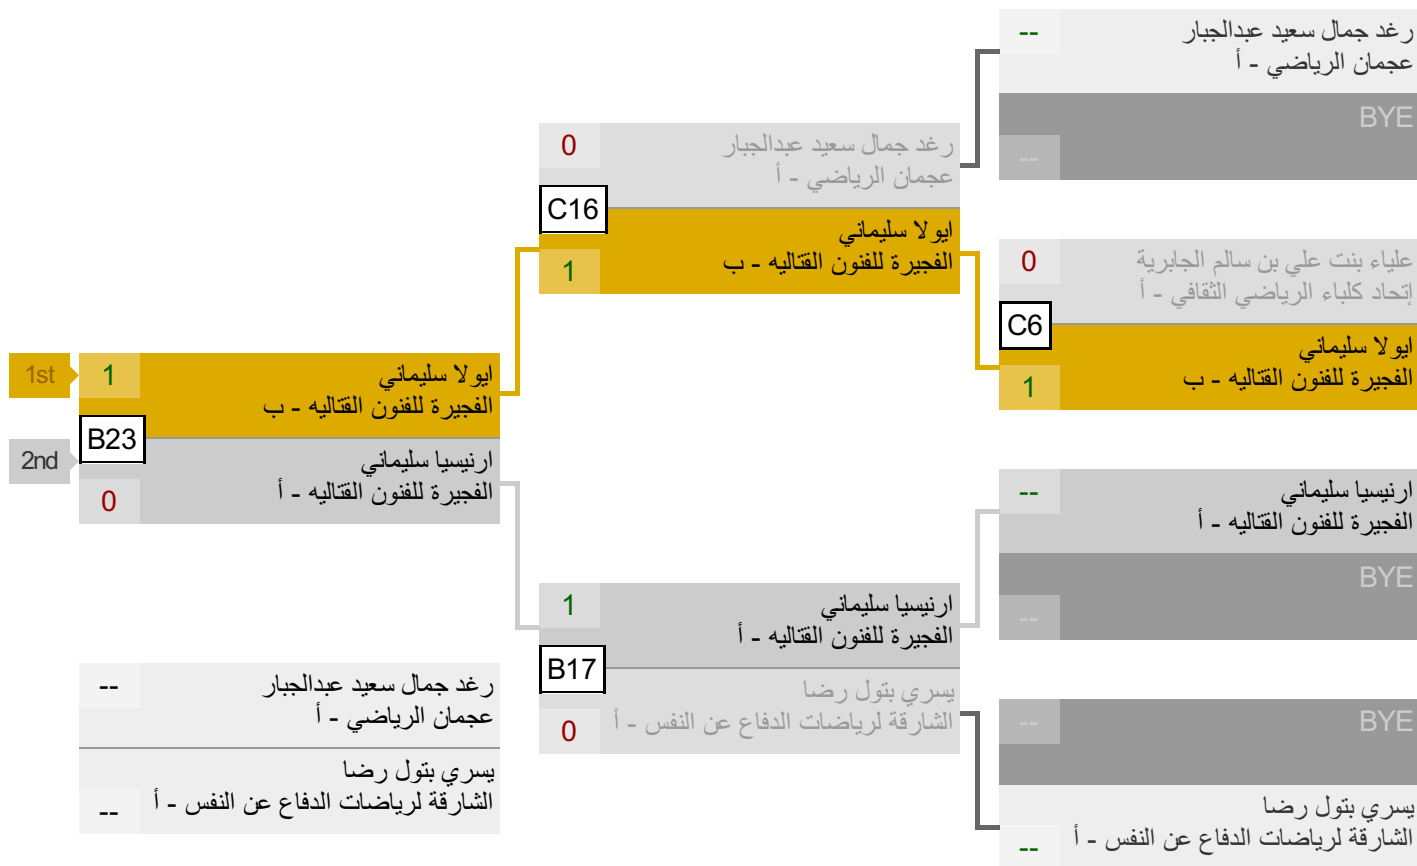 --
رغد جمال سعيد عبدالجبار
عجمان الرياضي - أ
BYE
--
0
رغد جمال سعيد عبدالجبار
عجمان الرياضي - أ
C16
ايولا سليماني
الفجيرة للفنون القتاليه - ب
1
0
علياء بنت علي بن سالم الجابرية
إتحاد كلباء الرياضي الثقافي - أ
C6
ايولا سليماني
الفجيرة للفنون القتاليه - ب
1
1st
1
ايولا سليماني
الفجيرة للفنون القتاليه - ب
B23
2nd
ارنيسيا سليماني
الفجيرة للفنون القتاليه - أ
0
--
ارنيسيا سليماني
الفجيرة للفنون القتاليه - أ
BYE
--
1
ارنيسيا سليماني
الفجيرة للفنون القتاليه - أ
B17
يسري بتول رضا
الشارقة لرياضات الدفاع عن النفس - أ
0
--
رغد جمال سعيد عبدالجبار
عجمان الرياضي - أ
يسري بتول رضا
الشارقة لرياضات الدفاع عن النفس - أ
--
--
BYE
يسري بتول رضا
الشارقة لرياضات الدفاع عن النفس - أ
--